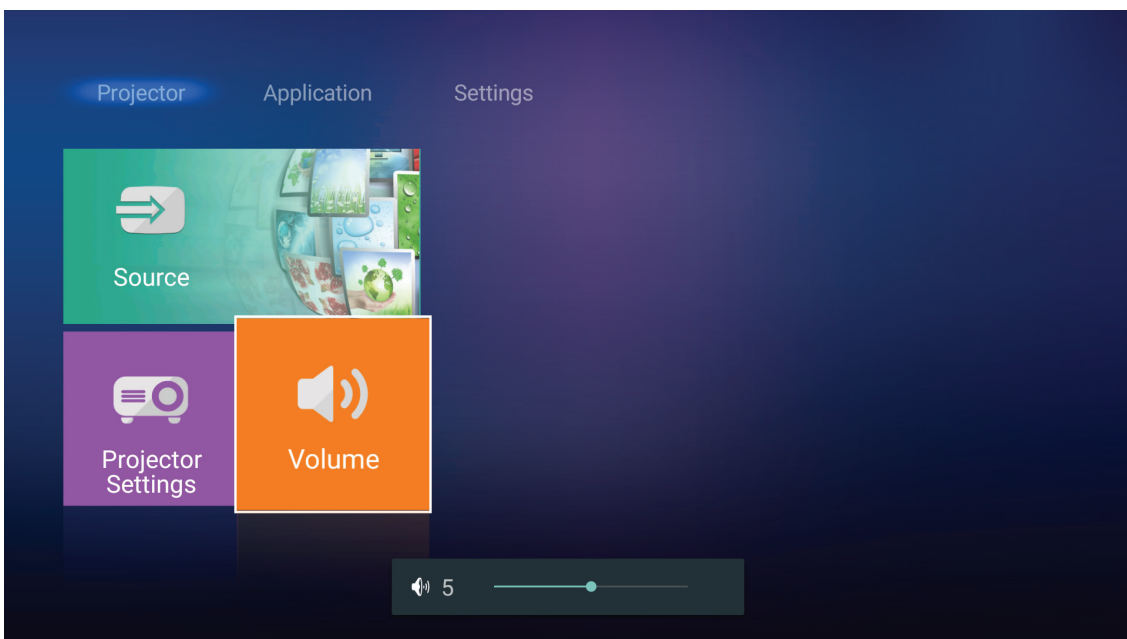 Projector Application Settings
Source
Projector
Settings
Volume
5